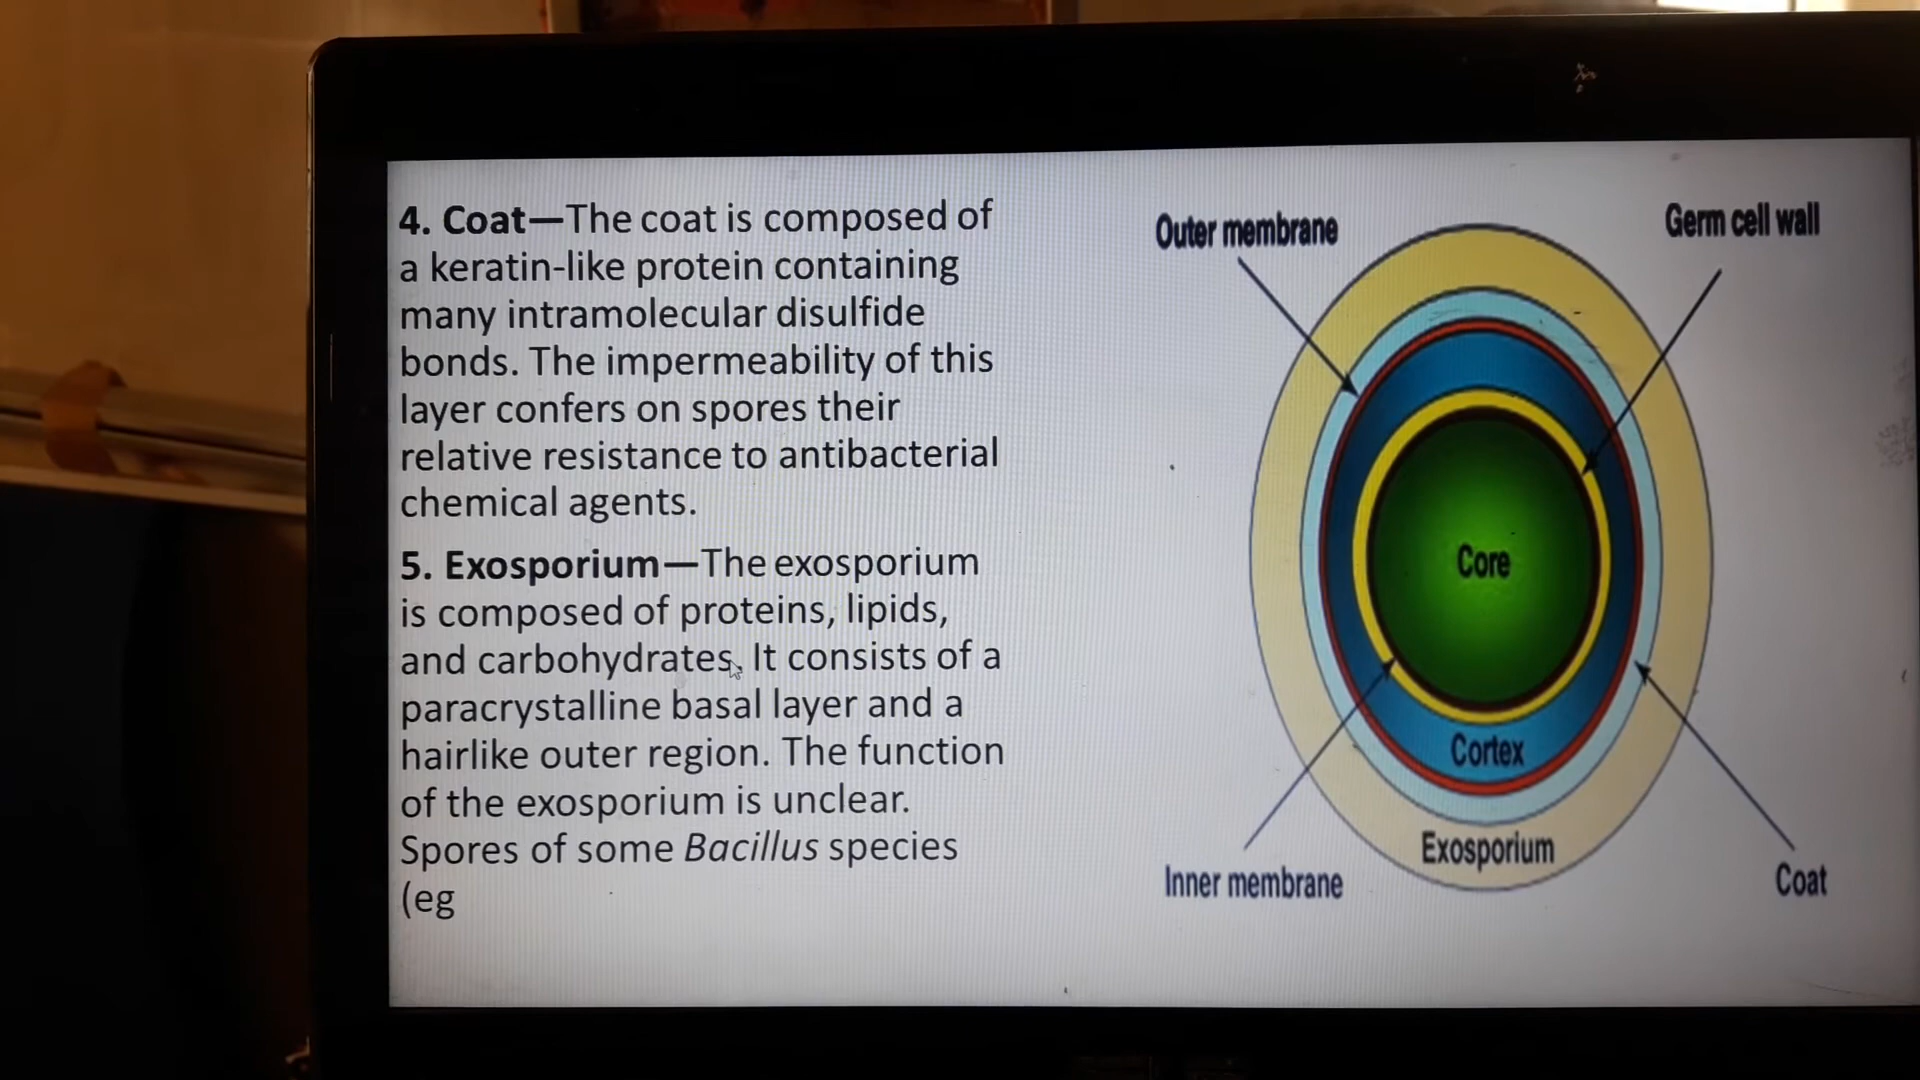 4. Coat—The coat is composed of
a keratin-like protein containing
many intramolecular disulfide
bonds. The impermeability of this
layer confers on spores their
relative resistance to antibacterial
chemical agents.
5. Exosporium—The exosporium
is composed of proteins, lipids,
and carbohydrates. It consists of a
paracrystalline basal layer and a
hairlike outer region. The function
of the exosporium is unclear.
Spores of some Bacillus species
(eg
Outer membrane
Germ cell wall
Core
Cortex
Exosporium
Inner membrane
Coat